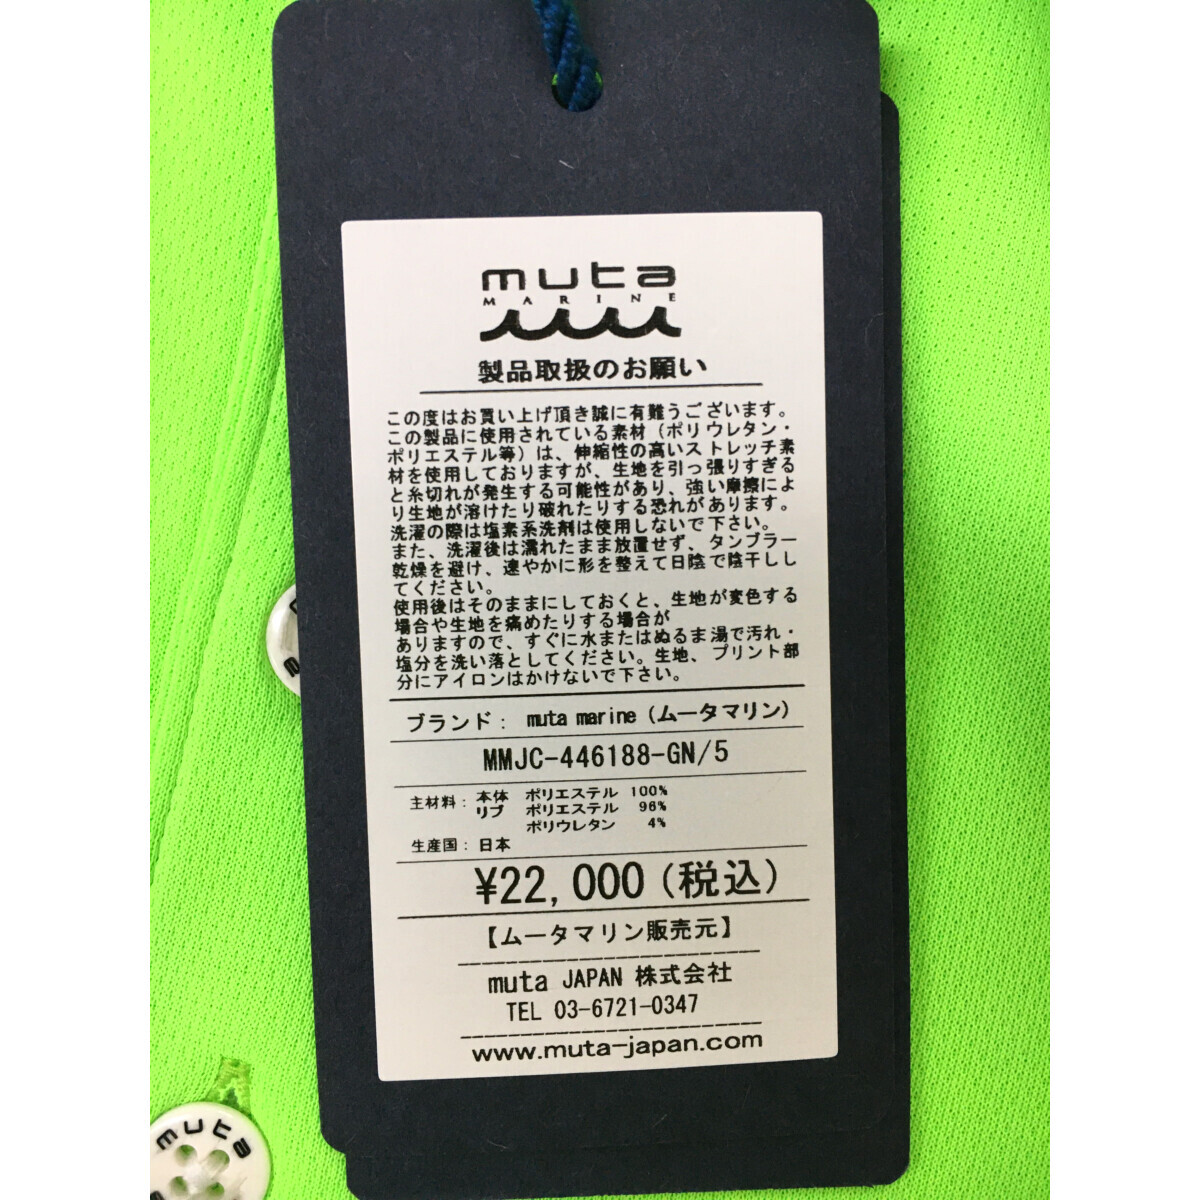 muta
MARINE
製品取扱のお願い
この度はお買い上げ頂き誠に有難うございます。
この製品に使用されている素材（ポリウレタン・
ポリエステル等）は、伸縮性の高いストレッチ素
材を使用しておりますが、生地を引っ張りすぎる
と糸切れが発生する可能性があり、強い摩擦によ
り生地が溶けたり破れたりする恐れがあります。
洗濯の際は塩素系洗剤は使用しないで下さい。
また、洗濯後は濡れたまま放置せず、タンブラー
乾燥を避け、速やかに形を整えて日陰で陰干しし
てください。
使用後はそのままにしておくと、生地が変色する
場合や生地を痛めたりする場合が
ありますので、すぐに水またはぬるま湯で汚れ・
塩分を洗い落としてください。生地、プリント部
分にアイロンはかけないで下さい。
ブランド： muta marine（ムータマリン）
MMJC-446188-GN/5
主材料：本体 ポリエステル 100%
リブ ポリエステル 96%
ポリウレタン 4%
生産国：日本
¥22,000（税込）
【ムータマリン販売元】
muta JAPAN 株式会社
TEL 03-6721-0347
www.muta-japan.com
muta